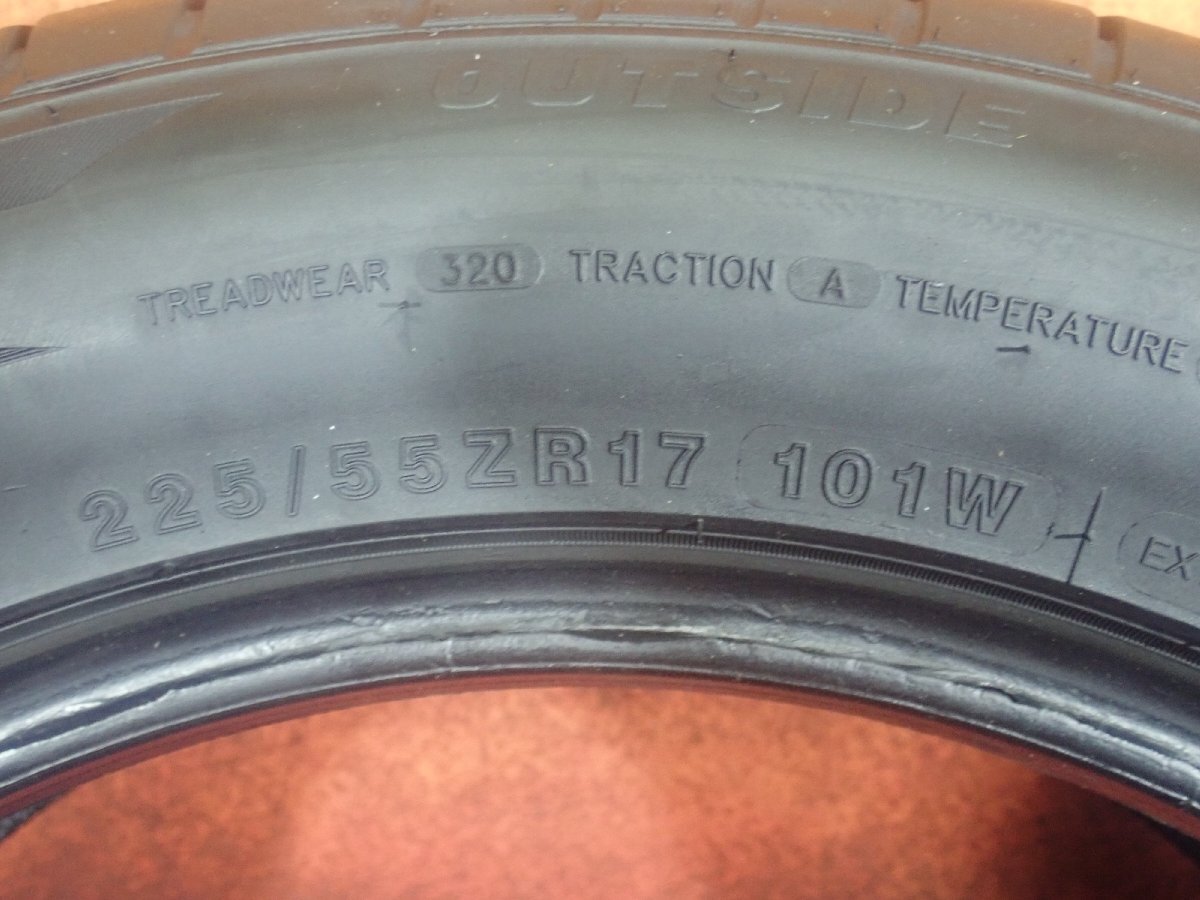 OUTSIDE
TREADWEAR 320 TRACTION A TEMPERATURE
225/55ZR17 101W EX